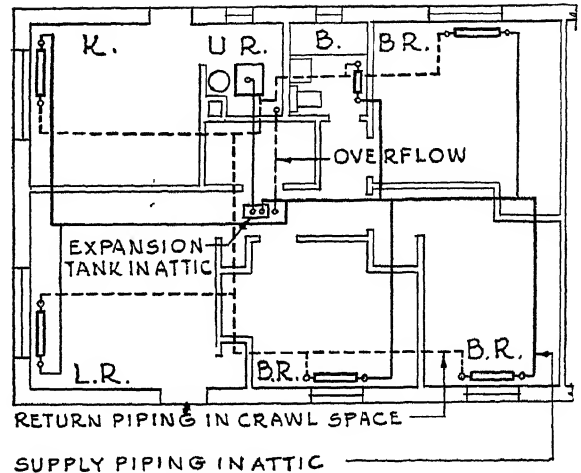 K.
U R.
B.
B R.
OVERFLOW
EXPANSION
TANK IN ATTIC
L.R.
B.R.
B.R.
RETURN PIPING IN CRAWL SPACE
SUPPLY PIPING IN ATTIC